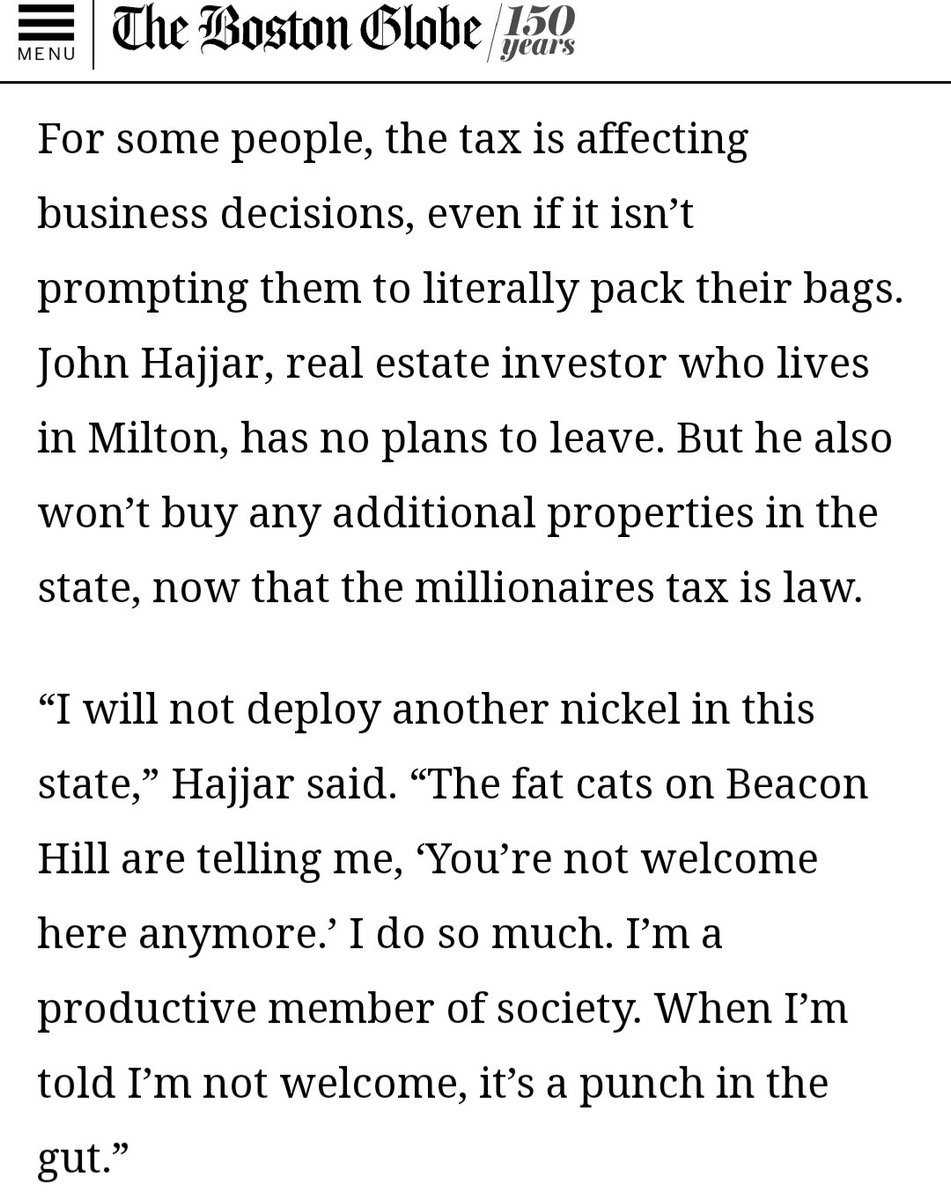 MENU
The Boston Globe / 150 years
For some people, the tax is affecting
business decisions, even if it isn’t
prompting them to literally pack their bags.
John Hajjar, real estate investor who lives
in Milton, has no plans to leave. But he also
won’t buy any additional properties in the
state, now that the millionaires tax is law.
“I will not deploy another nickel in this
state,” Hajjar said. “The fat cats on Beacon
Hill are telling me, ‘You’re not welcome
here anymore.’ I do so much. I’m a
productive member of society. When I’m
told I’m not welcome, it’s a punch in the
gut.”